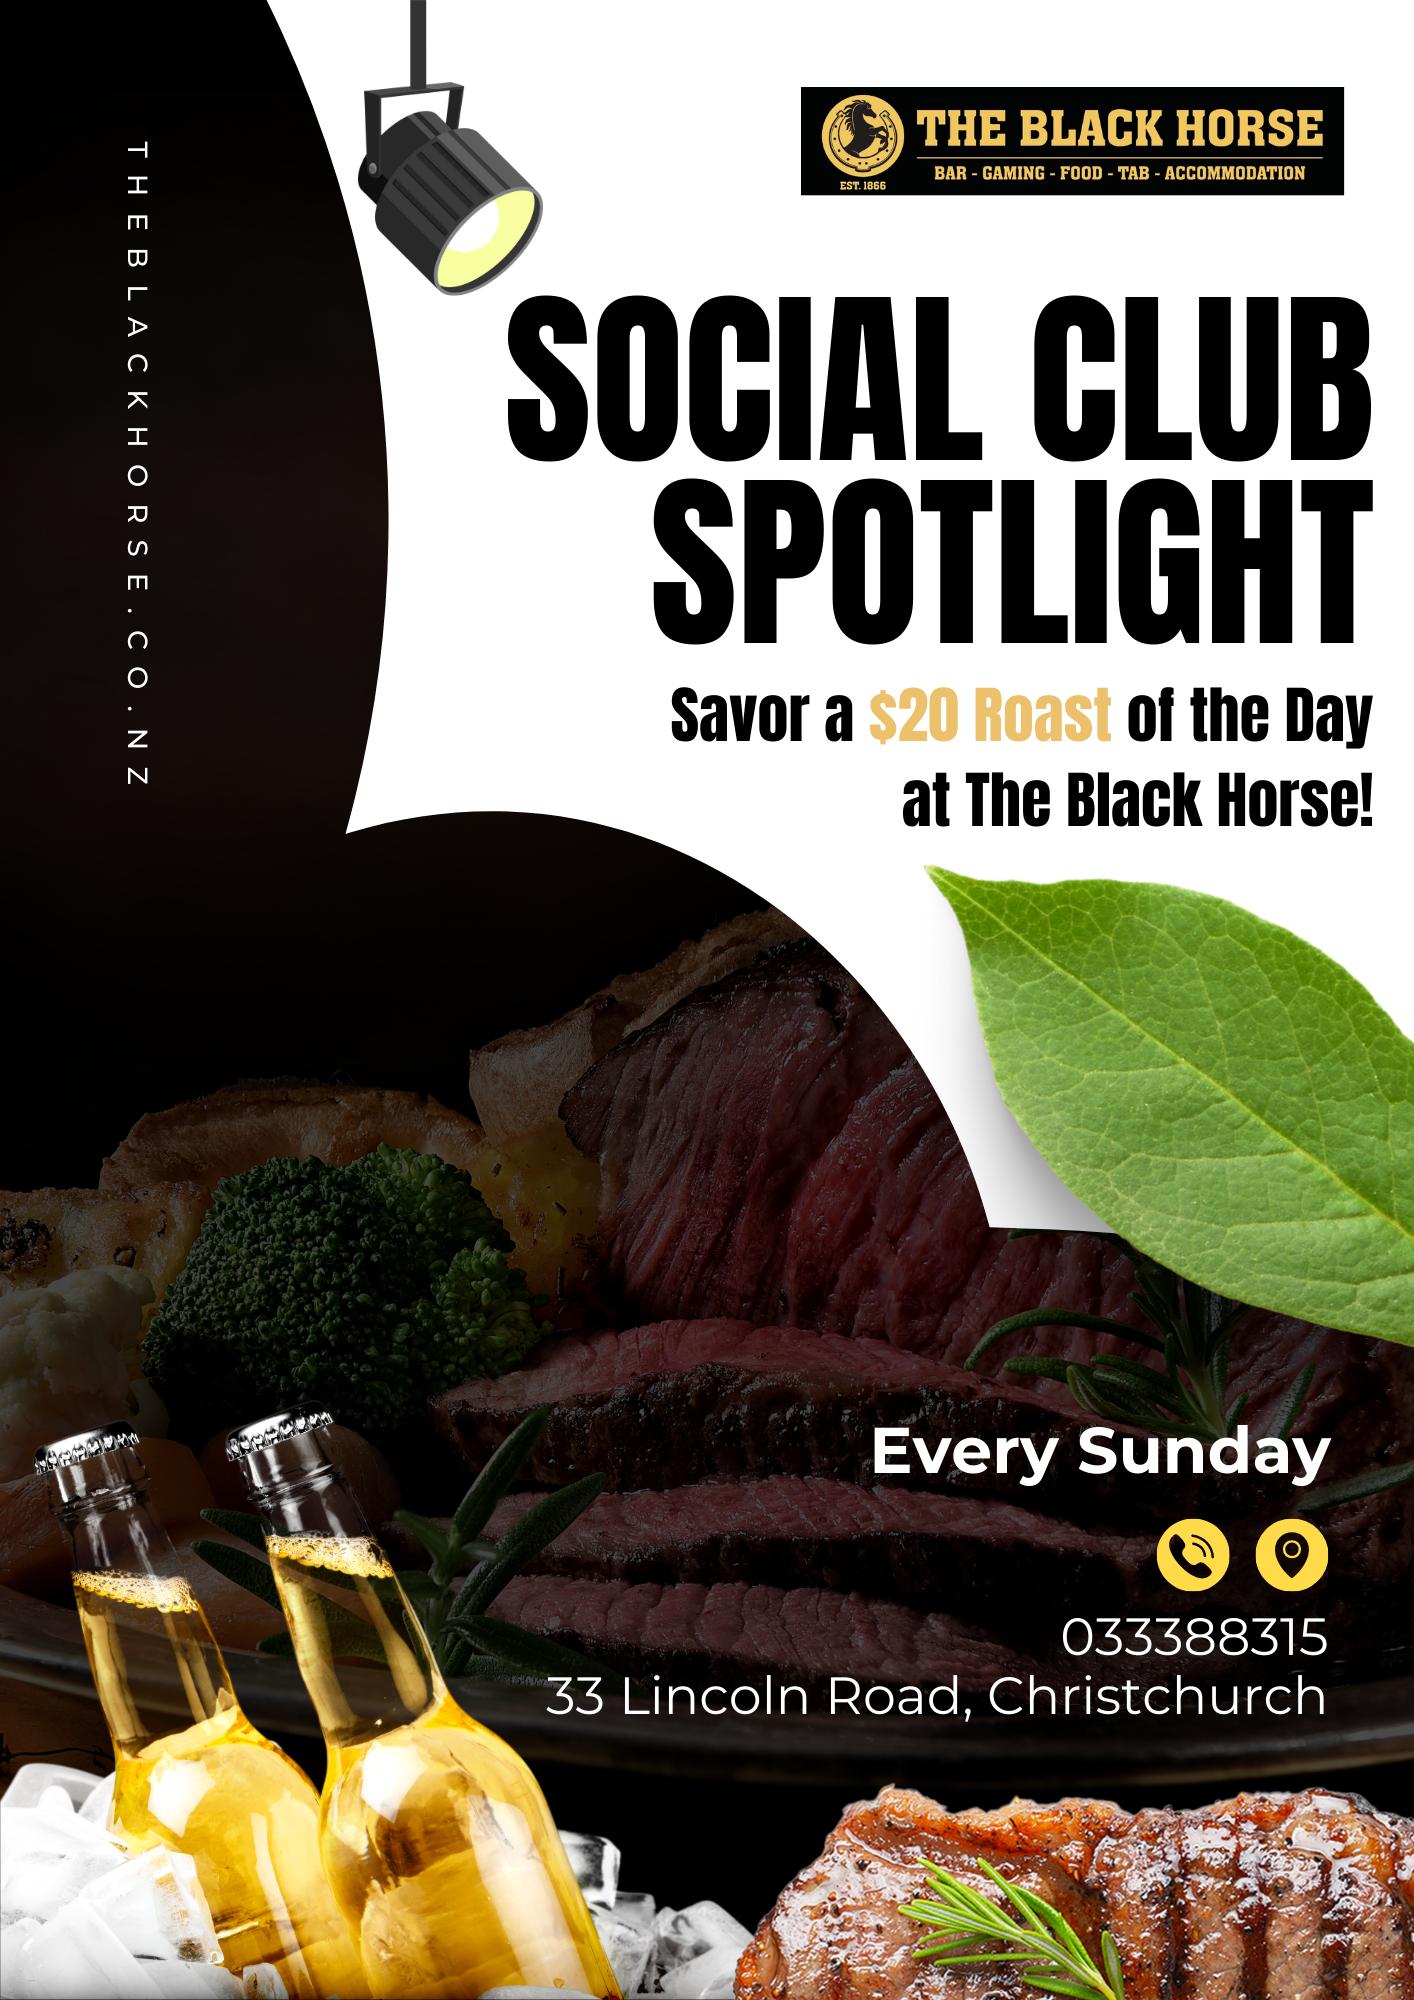 THE BLACK HORSE
BAR - GAMING - FOOD - TAB - ACCOMMODATION
EST. 1866
THEBLACKHORSE.CO.NZ
SOCIAL CLUB
SPOTLIGHT
Savor a $20 Roast of the Day
at The Black Horse!
Every Sunday
033388315
33 Lincoln Road, Christchurch